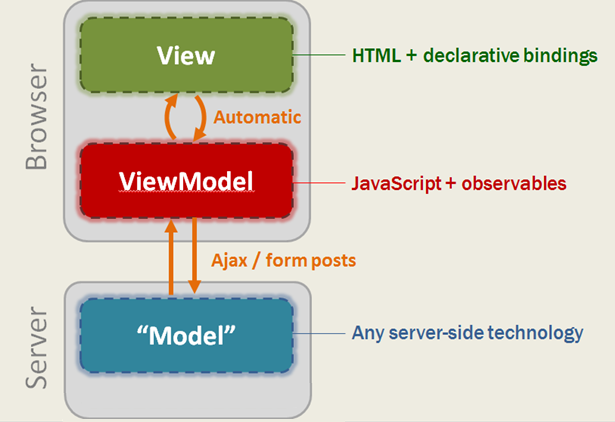 Browser
View
HTML + declarative bindings
Automatic
ViewModel
JavaScript + observables
Ajax / form posts
Server
“Model”
Any server-side technology